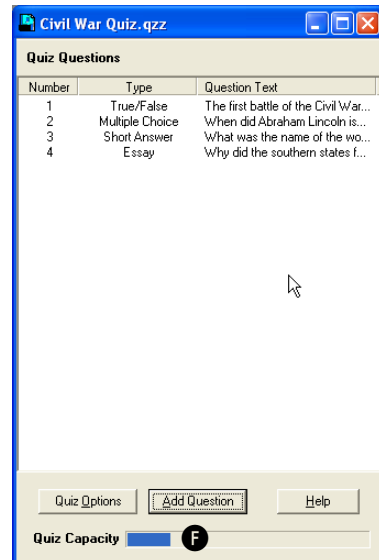 Civil War Quiz.qzz
Quiz Questions
Number Type Question Text
1 True/False The first battle of the Civil War...
2 Multiple Choice When did Abraham Lincoln is...
3 Short Answer What was the name of the wo...
4 Essay Why did the southern states f...
Quiz Options Add Question Help
Quiz Capacity F